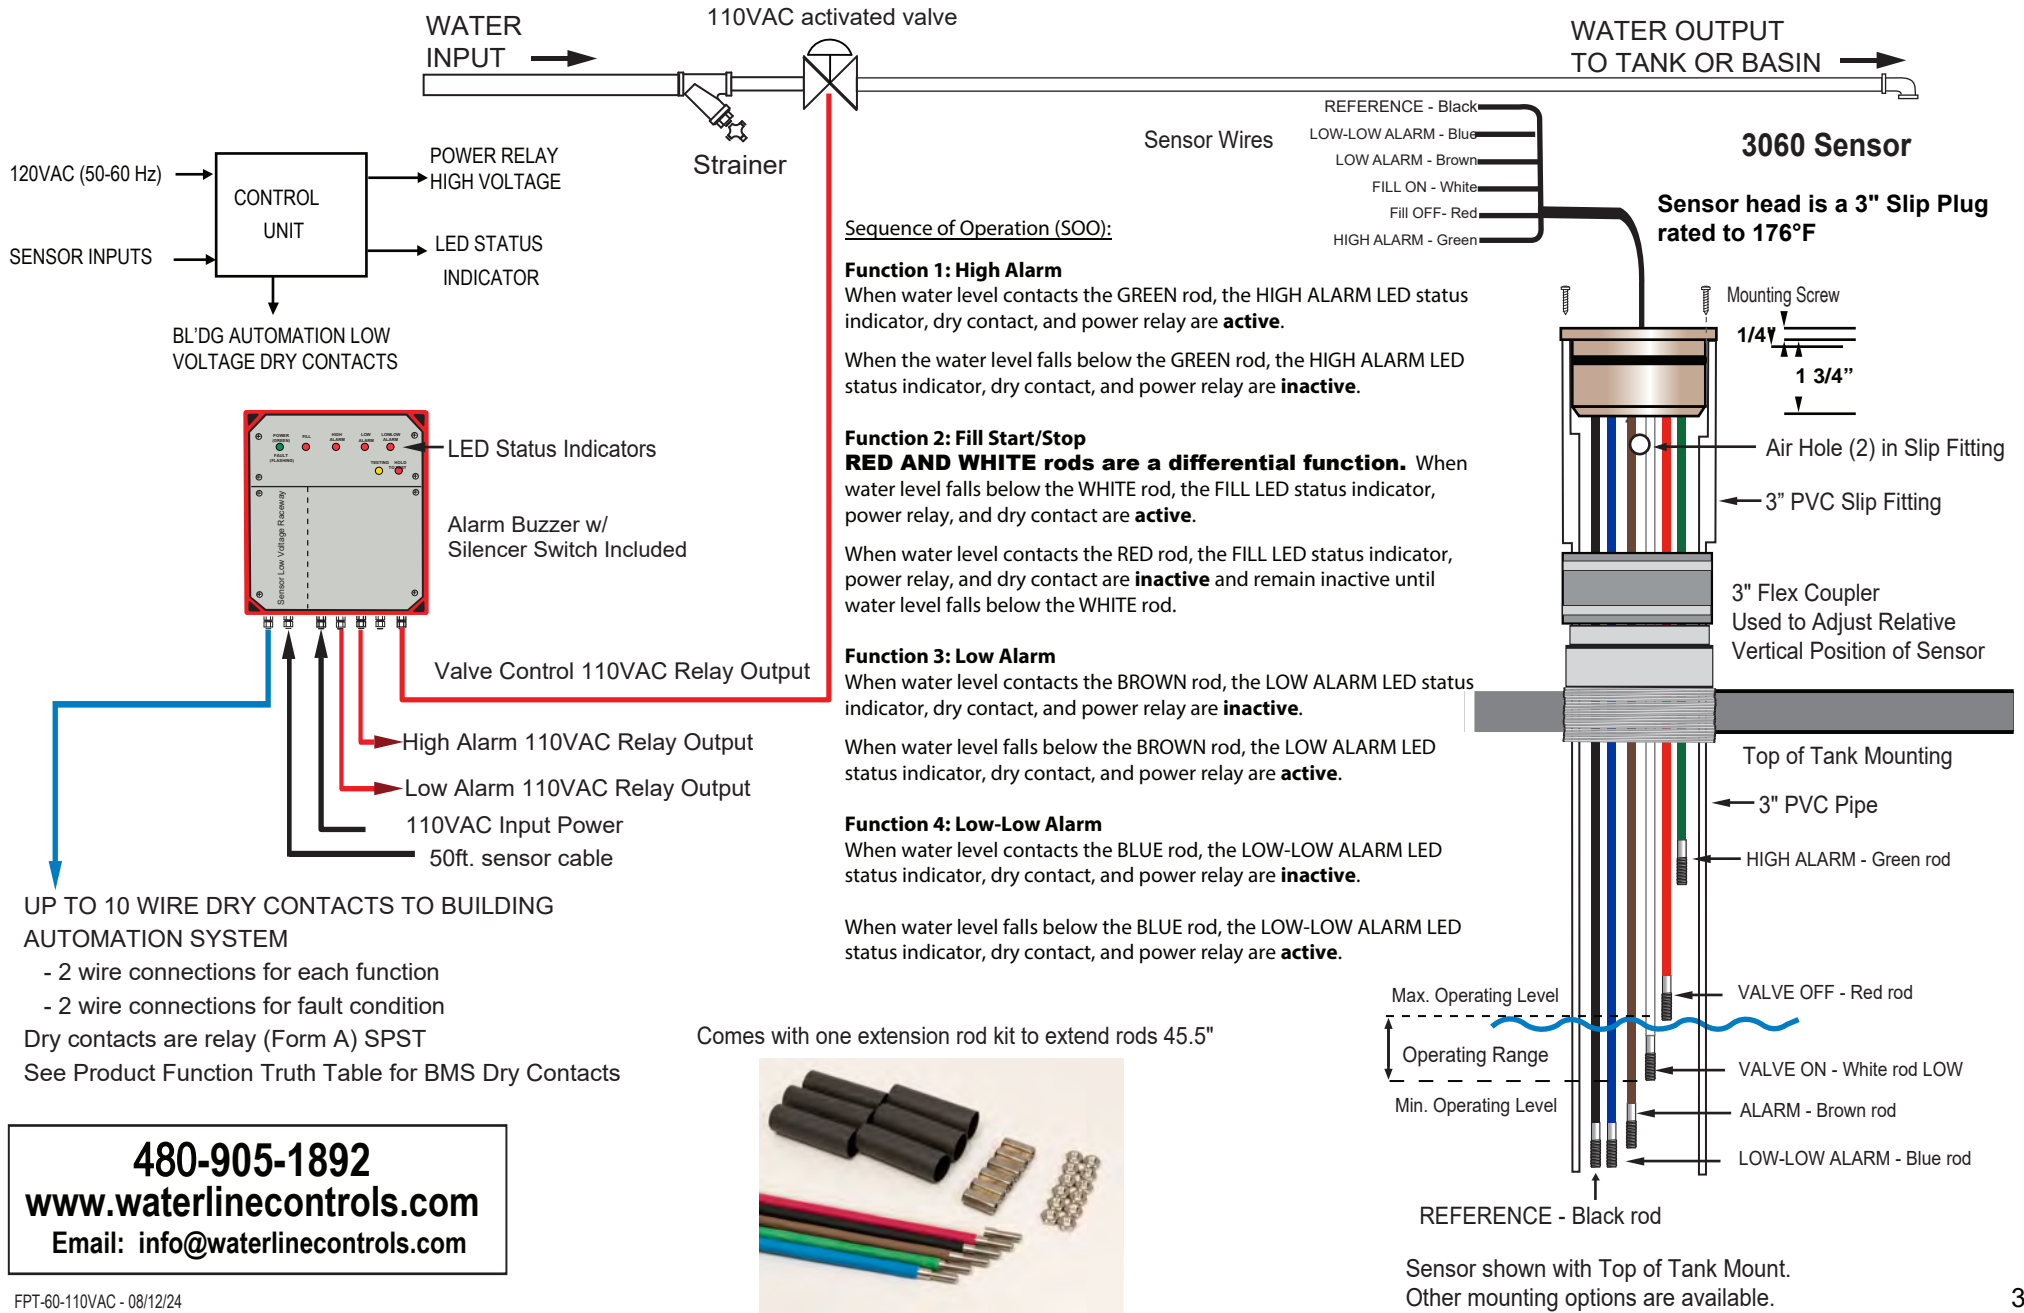 WATER
INPUT
110VAC activated valve
WATER OUTPUT
TO TANK OR BASIN
Strainer
120VAC (50-60 Hz)
SENSOR INPUTS
CONTROL
UNIT
POWER RELAY
HIGH VOLTAGE
LED STATUS
INDICATOR
BL'DG AUTOMATION LOW
VOLTAGE DRY CONTACTS
POWER
(GREEN)
FAULT
(FLASHING)
FILL
HIGH
ALARM
LOW
ALARM
LOW-LOW
ALARM
TESTING
HOLD
TO TEST
Sensor Low Voltage Raceway
LED Status Indicators
Alarm Buzzer w/
Silencer Switch Included
Valve Control 110VAC Relay Output
High Alarm 110VAC Relay Output
Low Alarm 110VAC Relay Output
110VAC Input Power
50ft. sensor cable
UP TO 10 WIRE DRY CONTACTS TO BUILDING
AUTOMATION SYSTEM
- 2 wire connections for each function
- 2 wire connections for fault condition
Dry contacts are relay (Form A) SPST
See Product Function Truth Table for BMS Dry Contacts
480-905-1892
www.waterlinecontrols.com
Email: info@waterlinecontrols.com
FPT-60-110VAC - 08/12/24
Sequence of Operation (SOO):
Function 1: High Alarm
When water level contacts the GREEN rod, the HIGH ALARM LED status
indicator, dry contact, and power relay are active.
When the water level falls below the GREEN rod, the HIGH ALARM LED
status indicator, dry contact, and power relay are inactive.
Function 2: Fill Start/Stop
RED AND WHITE rods are a differential function. When
water level falls below the WHITE rod, the FILL LED status indicator,
power relay, and dry contact are active.
When water level contacts the RED rod, the FILL LED status indicator,
power relay, and dry contact are inactive and remain inactive until
water level falls below the WHITE rod.
Function 3: Low Alarm
When water level contacts the BROWN rod, the LOW ALARM LED status
indicator, dry contact, and power relay are inactive.
When water level falls below the BROWN rod, the LOW ALARM LED
status indicator, dry contact, and power relay are active.
Function 4: Low-Low Alarm
When water level contacts the BLUE rod, the LOW-LOW ALARM LED
status indicator, dry contact, and power relay are inactive.
When water level falls below the BLUE rod, the LOW-LOW ALARM LED
status indicator, dry contact, and power relay are active.
Comes with one extension rod kit to extend rods 45.5"
Sensor Wires
REFERENCE - Black
LOW-LOW ALARM - Blue
LOW ALARM - Brown
FILL ON - White
Fill OFF- Red
HIGH ALARM - Green
3060 Sensor
Sensor head is a 3" Slip Plug
rated to 176°F
Mounting Screw
1/4"
1 3/4”
Air Hole (2) in Slip Fitting
3” PVC Slip Fitting
3" Flex Coupler
Used to Adjust Relative
Vertical Position of Sensor
Top of Tank Mounting
3" PVC Pipe
HIGH ALARM - Green rod
VALVE OFF - Red rod
Max. Operating Level
Operating Range
Min. Operating Level
VALVE ON - White rod LOW
ALARM - Brown rod
LOW-LOW ALARM - Blue rod
REFERENCE - Black rod
Sensor shown with Top of Tank Mount.
Other mounting options are available.
3